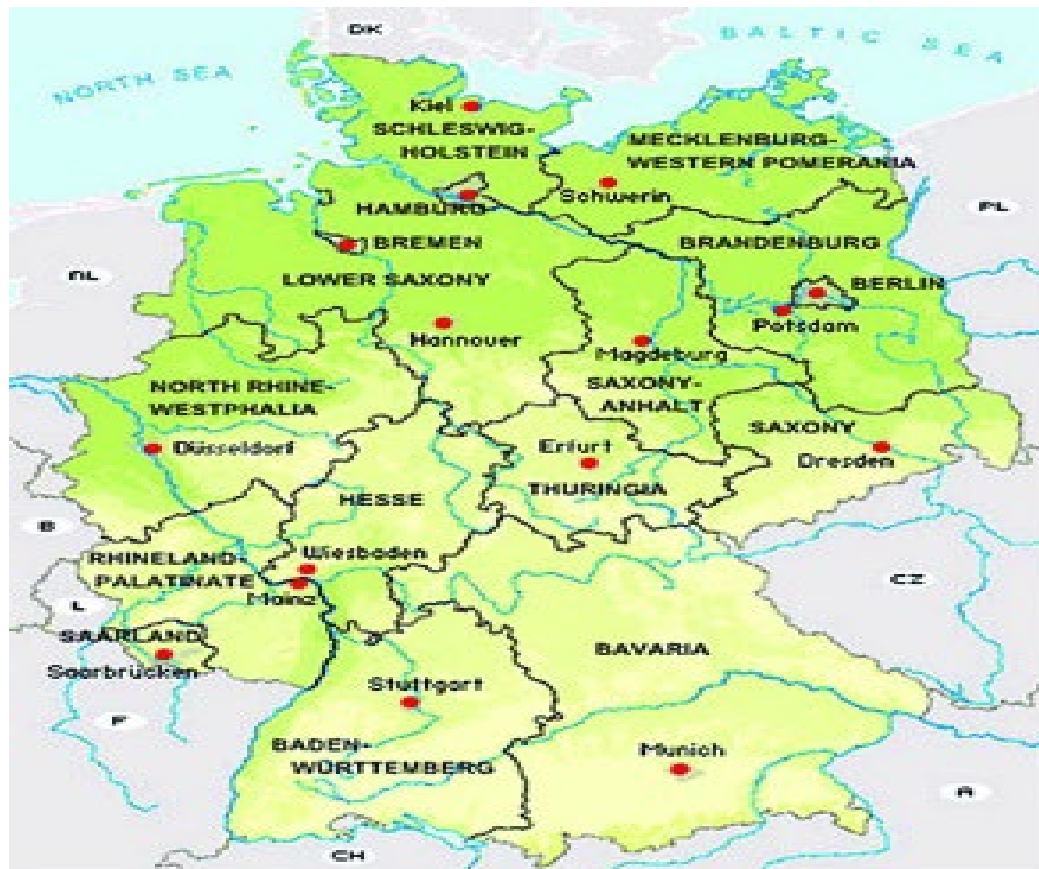 DK
BALTIC SEA
NORTH SEA
Kiel
SCHLESWIG-
HOLSTEIN
MECKLENBURG-
WESTERN POMERANIA
Schwerin
HAMBURG
PL
BREMEN
BRANDENBURG
NL
LOWER SAXONY
BERLIN
Potsdam
Hannover
Magdeburg
NORTH RHINE-
WESTPHALIA
SAXONY-
ANHALT
SAXONY
Düsseldorf
Erfurt
Dresden
HESSE
THURINGIA
B
RHINELAND-
PALATINATE
Wiesbaden
Mainz
CZ
L
SAARLAND
Saarbrücken
BAVARIA
Stuttgart
F
BADEN-
WÜRTTEMBERG
Munich
A
CH